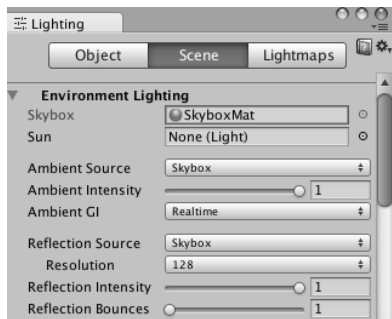 Lighting
Object Scene Lightmaps
Environment Lighting
Skybox SkyboxMat
Sun None (Light)
Ambient Source Skybox
Ambient Intensity 1
Ambient GI Realtime
Reflection Source Skybox
Resolution 128
Reflection Intensity 1
Reflection Bounces 1